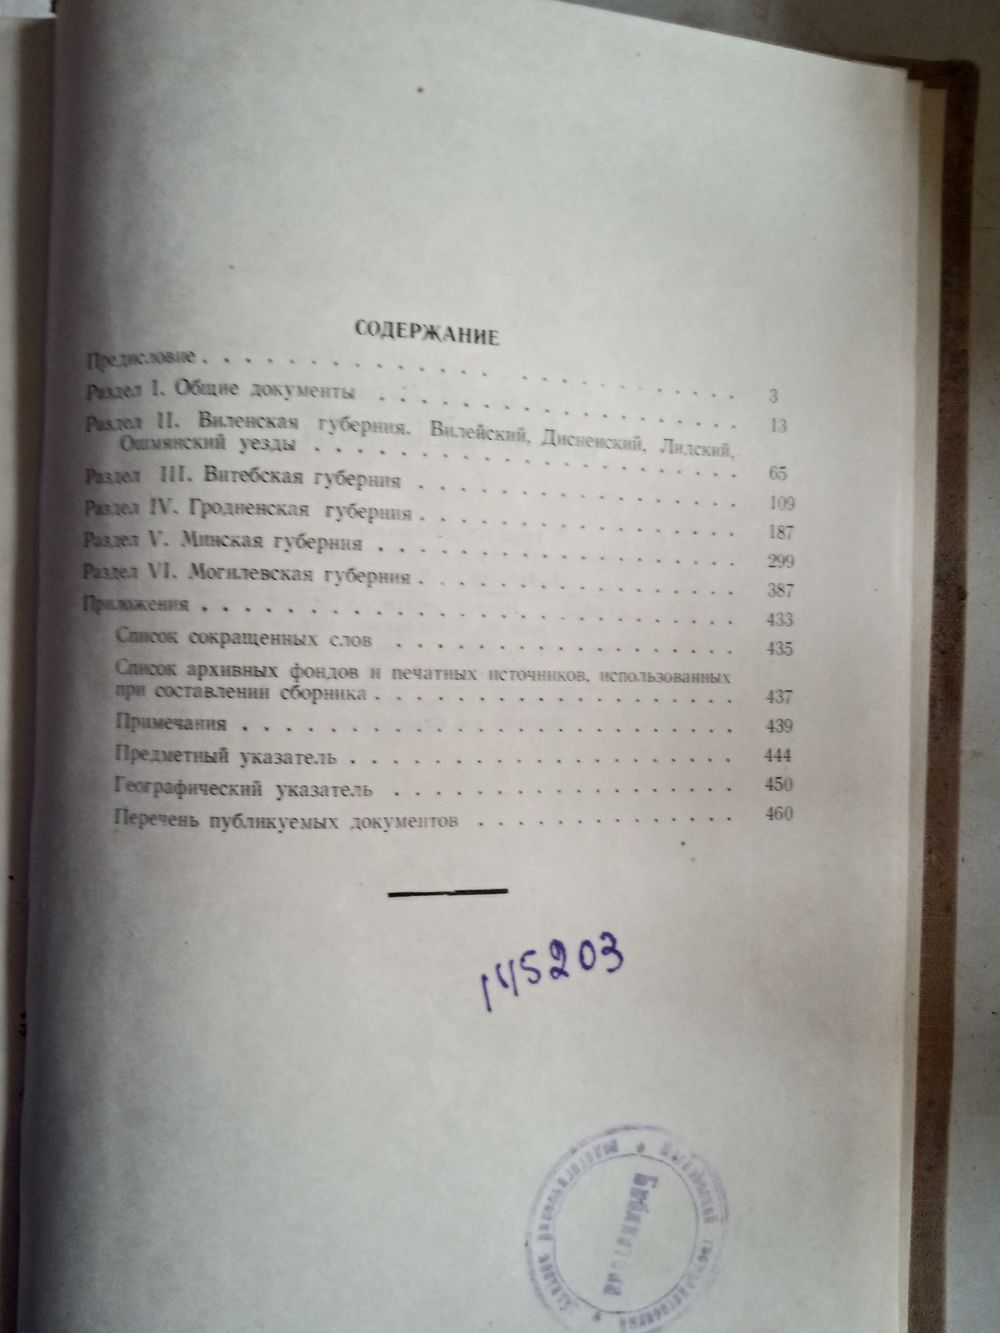 СОДЕРЖАНИЕ
Предисловие . . . . . . . . . . . . . . . . . . . . 3
Раздел I. Общие документы . . . . . . . . . . . . . . . 13
Раздел II. Виленская губерния. Вилейский, Дисненский, Лидский,
Ошмянский уезды . . . . . . . . . . . . . . . . . 65
Раздел III. Витебская губерния . . . . . . . . . . . . . 109
Раздел IV. Гродненская губерния . . . . . . . . . . . . . 187
Раздел V. Минская губерния . . . . . . . . . . . . . . 299
Раздел VI. Могилевская губерния . . . . . . . . . . . . . 387
Приложения . . . . . . . . . . . . . . . . . . . . 433
Список сокращенных слов . . . . . . . . . . . . . . 435
Список архивных фондов и печатных источников, использованных
при составлении сборника . . . . . . . . . . . . . . . 437
Примечания . . . . . . . . . . . . . . . . . . . 439
Предметный указатель . . . . . . . . . . . . . . . 444
Географический указатель . . . . . . . . . . . . . . 450
Перечень публикуемых документов . . . . . . . . . . . 460
145203
Библиотека